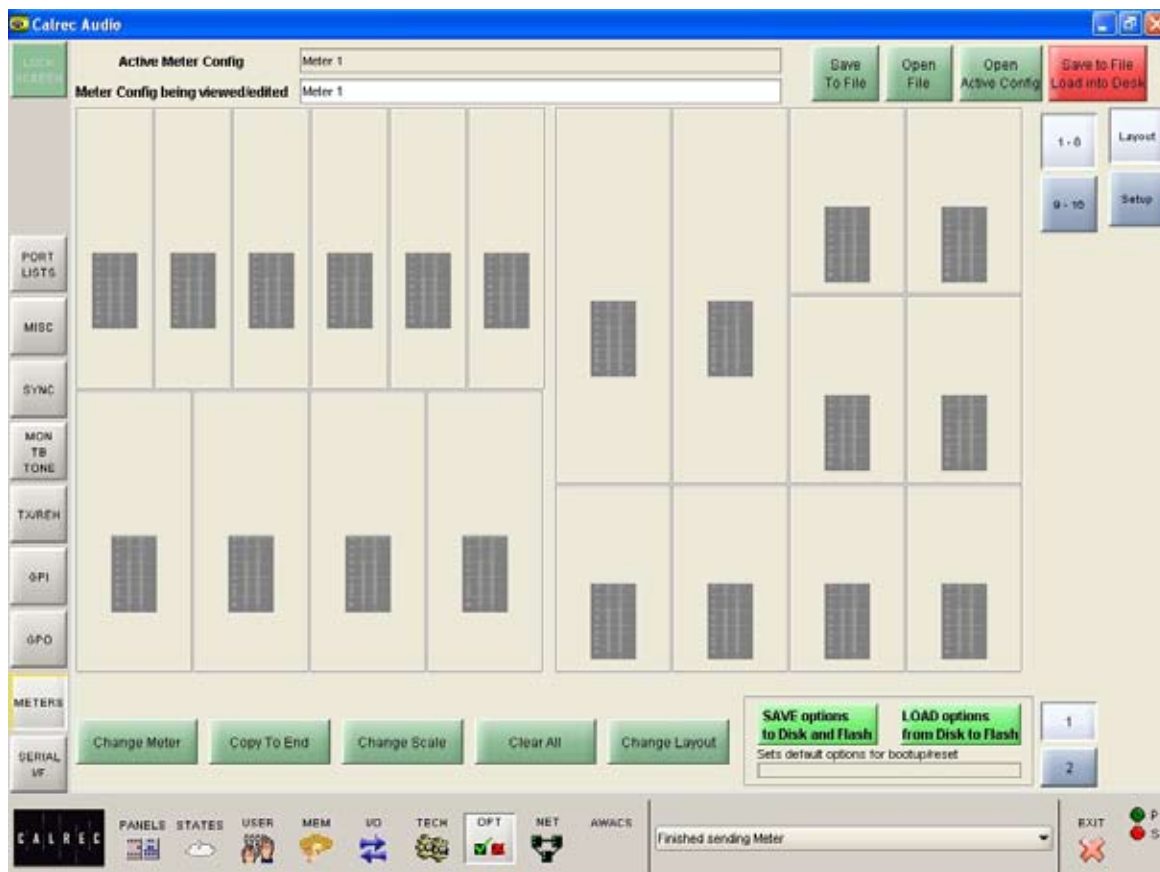 Calrec Audio
LOCK
SCREEN
Active Meter Config
Meter 1
Meter Config being viewed/edited
Meter 1
Save
To File
Open
File
Open
Active Config
Save to File
Load into Desk
1 - 8
Layout
9 - 16
Setup
PORT
LISTS
MISC
SYNC
MON
TB
TONE
TX/REH
GPI
GPO
METERS
SERIAL
I/F
Change Meter
Copy To End
Change Scale
Clear All
Change Layout
SAVE options
to Disk and Flash
LOAD options
from Disk to Flash
Sets default options for bootup/reset
1
2
CALREC
PANELS
STATES
USER
MEM
I/O
TECH
OPT
NET
AWACS
Finished sending Meter
EXIT
P
S